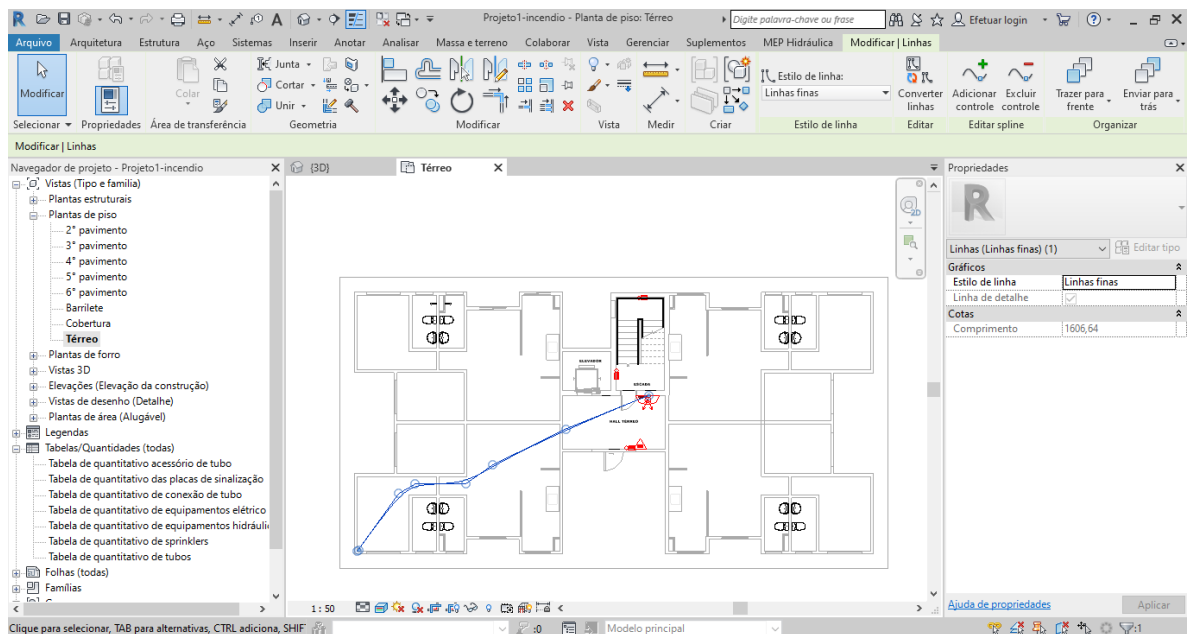 Projeto1-incendio - Planta de piso: Térreo
Digite palavra-chave ou frase
Efetuar login
Arquivo Arquitetura Estrutura Aço Sistemas Inserir Anotar Analisar Massa e terreno Colaborar Vista Gerenciar Suplementos MEP Hidráulica Modificar | Linhas
Modificar
Colar
Junta
Cortar
Unir
Estilo de linha:
Linhas finas
Converter linhas
Adicionar controle
Excluir controle
Trazer para frente
Enviar para trás
Selecionar Propriedades Área de transferência Geometria Modificar Vista Medir Criar Estilo de linha Editar Editar spline Organizar
Modificar | Linhas
Navegador de projeto - Projeto1-incendio
Vistas (Tipo e familia)
Plantas estruturais
Plantas de piso
2° pavimento
3° pavimento
4° pavimento
5° pavimento
6° pavimento
Barrilete
Cobertura
Térreo
Plantas de forro
Vistas 3D
Elevações (Elevação da construção)
Vistas de desenho (Detalhe)
Plantas de área (Alugável)
Legendas
Tabelas/Quantidades (todas)
Tabela de quantitativo acessório de tubo
Tabela de quantitativo das placas de sinalização
Tabela de quantitativo de conexão de tubo
Tabela de quantitativo de equipamentos elétrico
Tabela de quantitativo de equipamentos hidráulic
Tabela de quantitativo de sprinklers
Tabela de quantitativo de tubos
Folhas (todas)
Famílias
{3D}
Térreo
2D
ELEVADOR
ESCADA
HALL TÉRREO
Propriedades
R
Linhas (Linhas finas) (1)
Editar tipo
Gráficos
Estilo de linha Linhas finas
Linha de detalhe
Cotas
Comprimento 1606,64
Ajuda de propriedades
Aplicar
1 : 50
Clique para selecionar, TAB para alternativas, CTRL adiciona, SHIF
:0
Modelo principal
:1